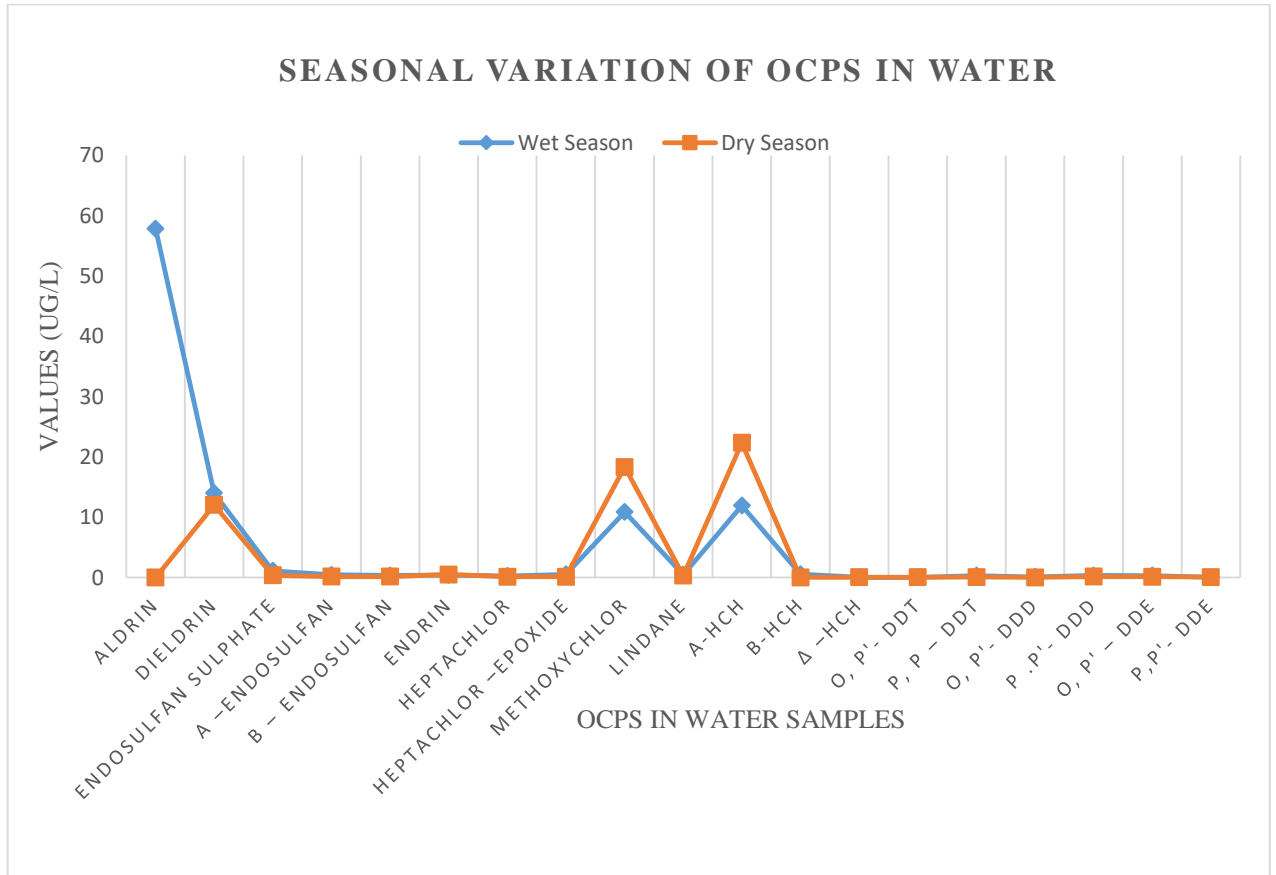 SEASONAL VARIATION OF OCPS IN WATER
Wet Season
Dry Season
VALUES (UG/L)
70
60
50
40
30
20
10
0
ALDRIN
DIELDRIN
ENDOSULFAN SULPHATE
A –ENDOSULFAN
B – ENDOSULFAN
ENDRIN
HEPTACHLOR
HEPTACHLOR –EPOXIDE
METHOXYCHLOR
LINDANE
A-HCH
B-HCH
Δ –HCH
O, P'- DDT
P, P – DDT
O, P'- DDD
P .P'- DDD
O, P' – DDE
P,P'- DDE
OCPS IN WATER SAMPLES